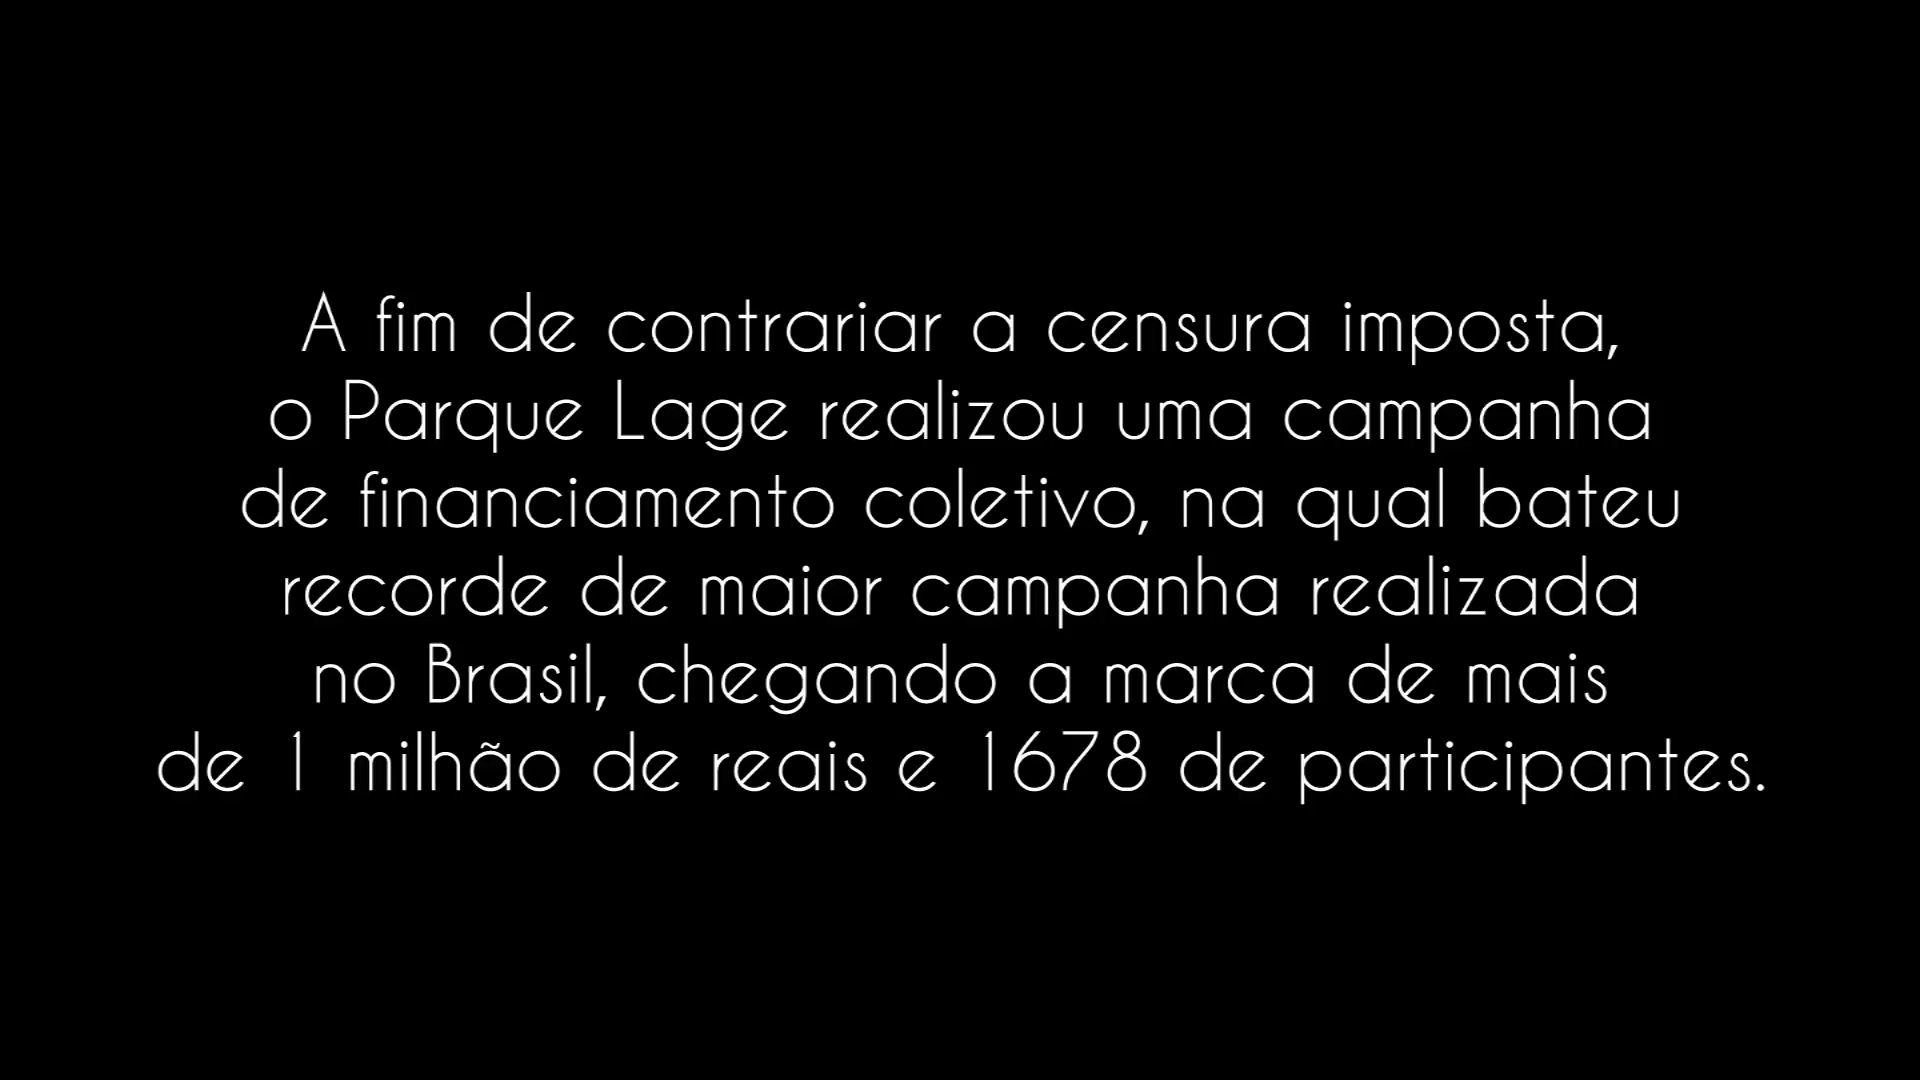 A fim de contrariar a censura imposta,
o Parque Lage realizou uma campanha
de financiamento coletivo, na qual bateu
recorde de maior campanha realizada
no Brasil, chegando a marca de mais
de 1 milhão de reais e 1678 de participantes.